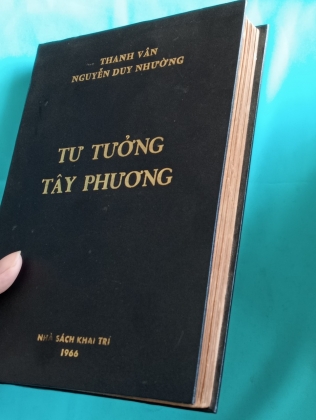 THANH VÂN
NGUYỄN DUY NHƯỜNG
TƯ TƯỞNG
TÂY PHƯƠNG
NHÀ SÁCH KHAI TRÍ
1966